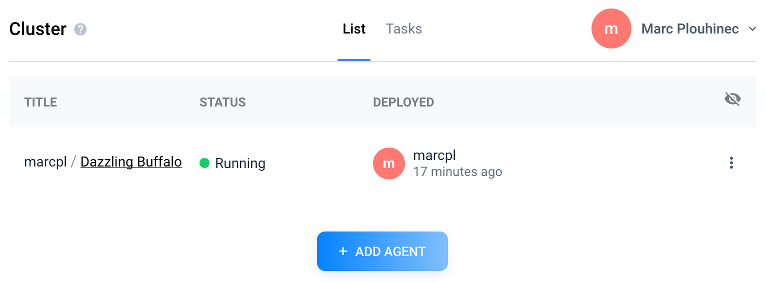 Cluster ?
List Tasks
m Marc Plouhinec
TITLE STATUS DEPLOYED
marcpl / Dazzling Buffalo Running m marcpl
17 minutes ago
+ ADD AGENT